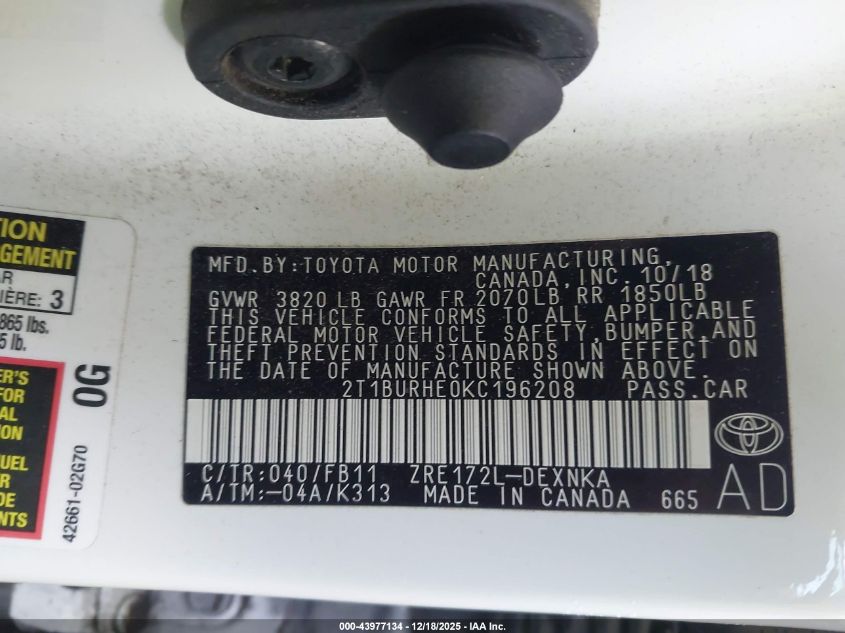 TION
GEMENT
AR
IÈRE: 3
865 lbs.
5 lb.
ER'S
FOR
AL
ION
UEL
R
DE
NTS
0G
42661-02G70
MFD.BY:TOYOTA MOTOR MANUFACTURING,
CANADA,INC. 10/18
GVWR 3820LB GAWR FR 2070LB, RR 1850LB
THIS VEHICLE CONFORMS TO ALL APPLICABLE
FEDERAL MOTOR VEHICLE SAFETY,BUMPER,AND
THEFT PREVENTION STANDARDS IN EFFECT ON
THE DATE OF MANUFACTURE SHOWN ABOVE.
2T1BURHE0KC196208 PASS.CAR
C/TR:040/FB11 ZRE172L-DEXNKA
A/TM:-04A/K313 MADE IN CANADA 665
AD
000-43977134 - 12/18/2025 - IAA Inc.